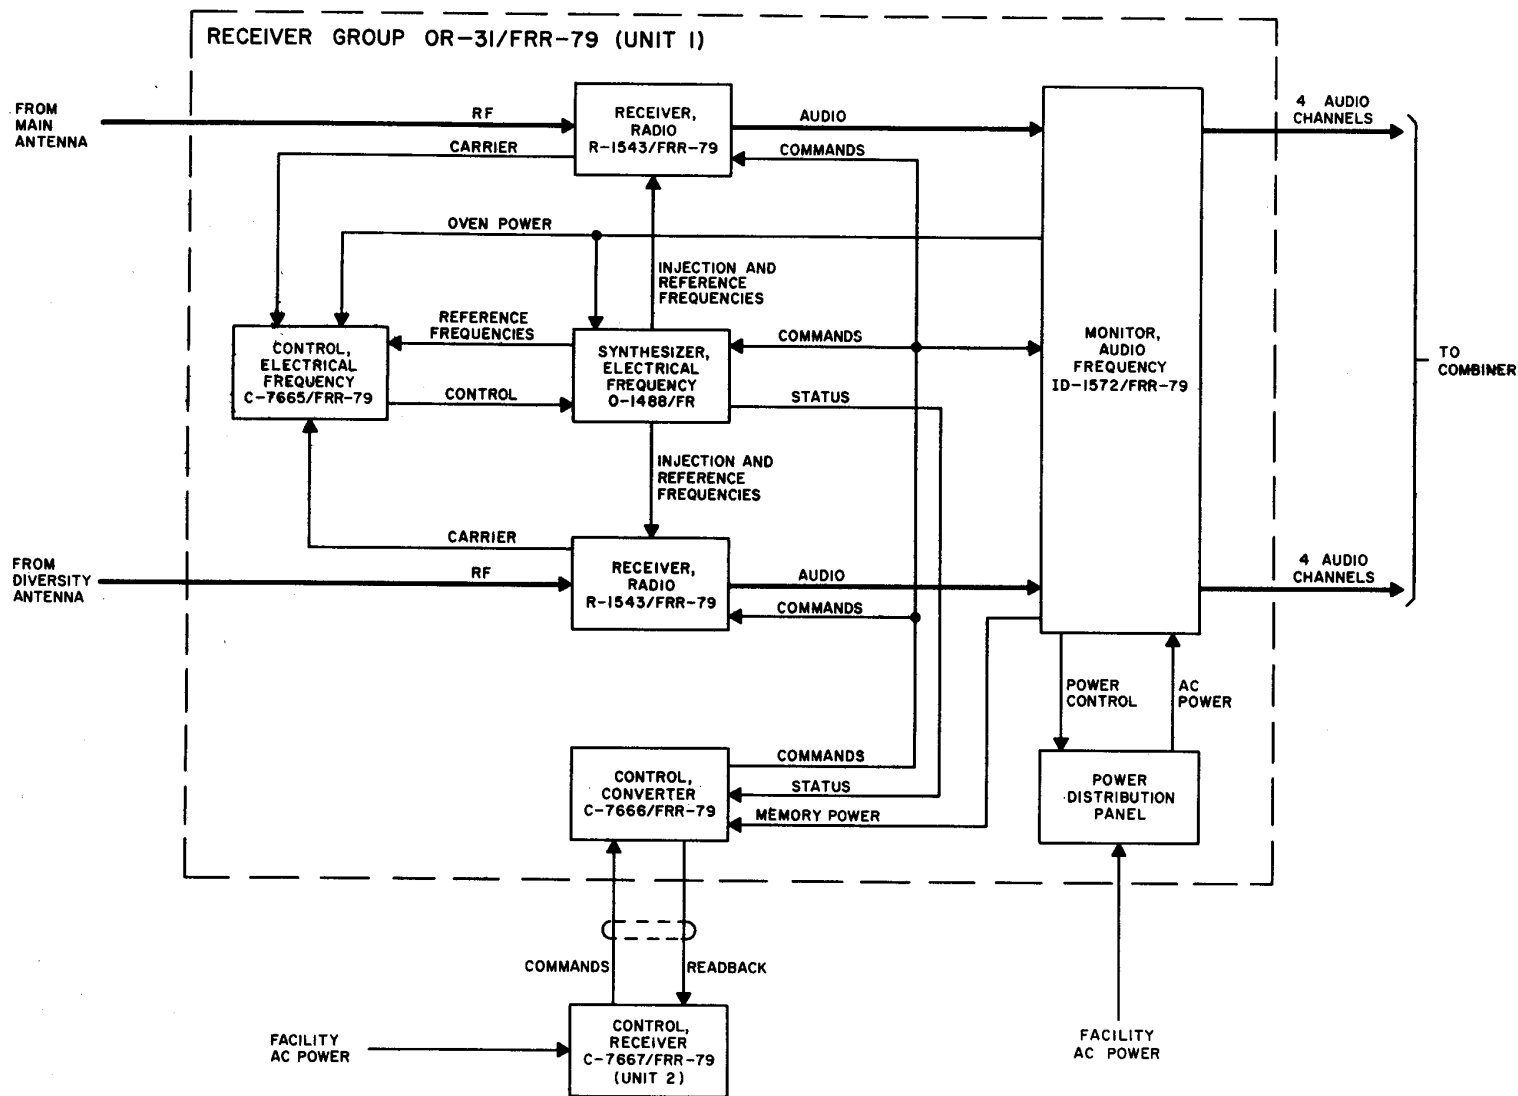 RECEIVER GROUP OR-31/FRR-79 (UNIT 1)
FROM
MAIN
ANTENNA
RF
RECEIVER,
RADIO
R-1543/FRR-79
AUDIO
4 AUDIO
CHANNELS
CARRIER
COMMANDS
OVEN POWER
INJECTION AND
REFERENCE
FREQUENCIES
REFERENCE
FREQUENCIES
CONTROL,
ELECTRICAL
FREQUENCY
C-7665/FRR-79
SYNTHESIZER,
ELECTRICAL
FREQUENCY
O-1488/FR
COMMANDS
MONITOR,
AUDIO
FREQUENCY
ID-1572/FRR-79
TO
COMBINER
CONTROL
STATUS
INJECTION AND
REFERENCE
FREQUENCIES
CARRIER
FROM
DIVERSITY
ANTENNA
RF
RECEIVER,
RADIO
R-1543/FRR-79
AUDIO
4 AUDIO
CHANNELS
COMMANDS
POWER
CONTROL
AC
POWER
CONTROL,
CONVERTER
C-7666/FRR-79
COMMANDS
STATUS
MEMORY POWER
POWER
DISTRIBUTION
PANEL
COMMANDS
READBACK
FACILITY
AC POWER
CONTROL,
RECEIVER
C-7667/FRR-79
(UNIT 2)
FACILITY
AC POWER